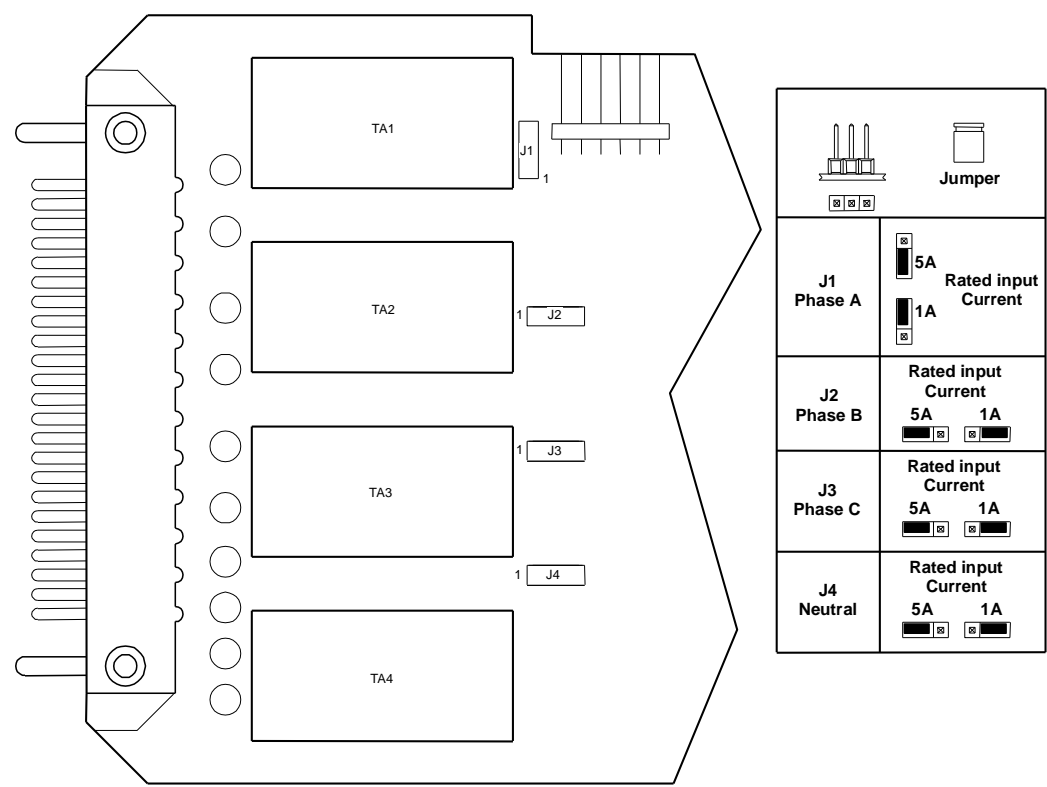 TA1
J1
1
TA2
1 J2
TA3
1 J3
1 J4
TA4
Jumper
J1
Phase A
5A
1A
Rated input
Current
J2
Phase B
Rated input
Current
5A 1A
J3
Phase C
Rated input
Current
5A 1A
J4
Neutral
Rated input
Current
5A 1A